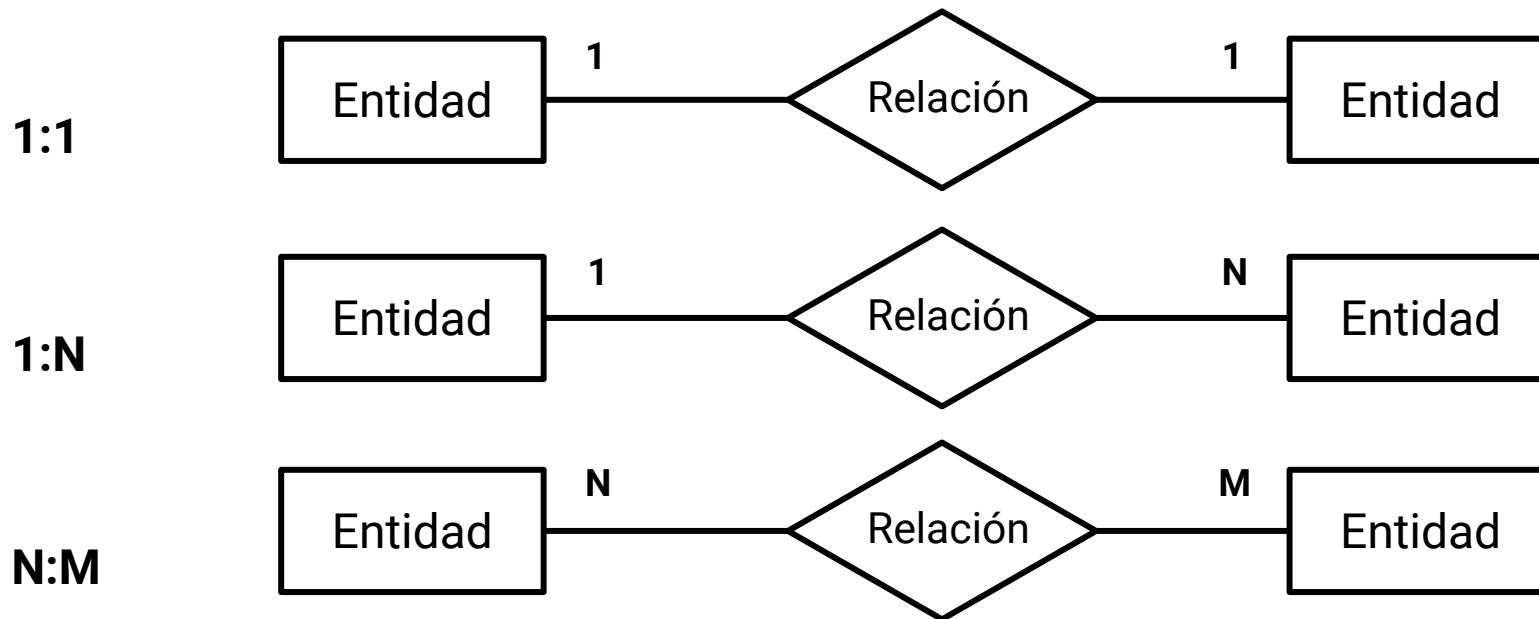 1:1
Entidad 1 Relación 1 Entidad
1:N
Entidad 1 Relación N Entidad
N:M
Entidad N Relación M Entidad